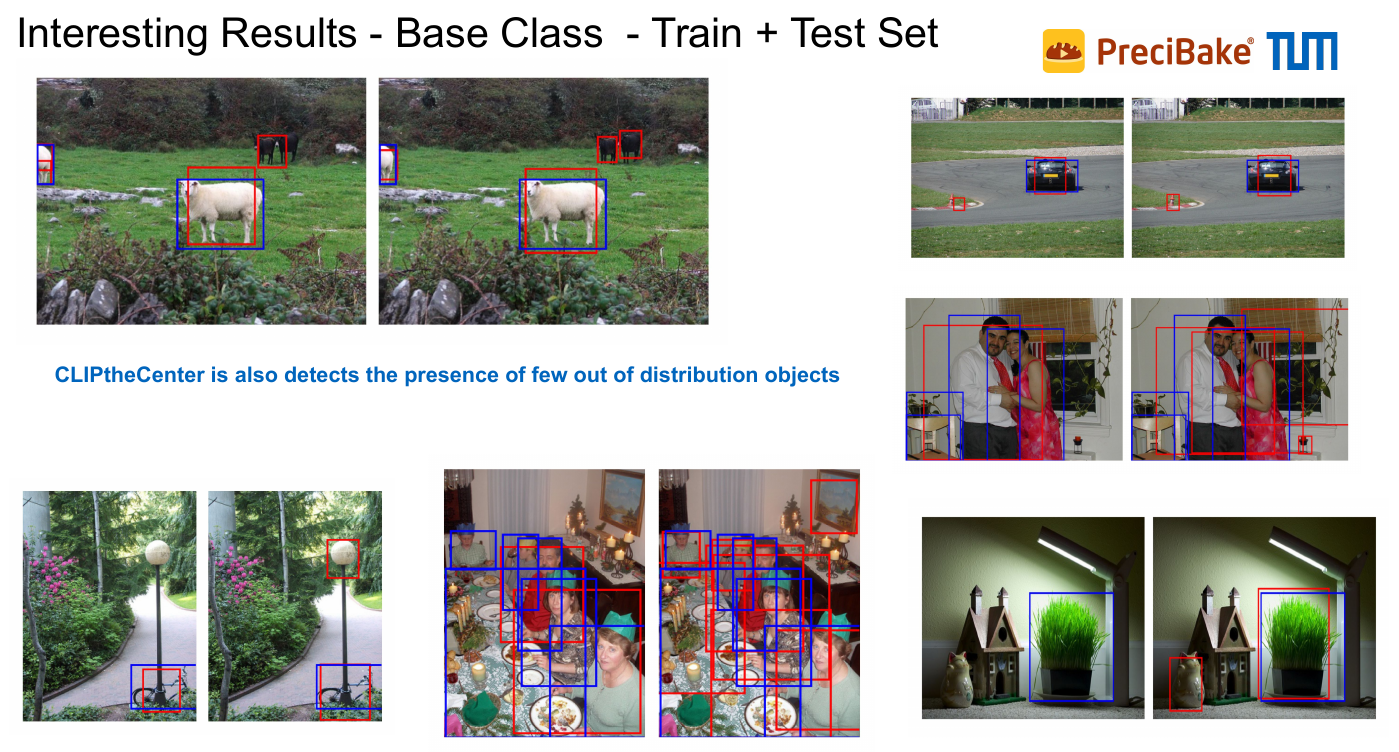 Interesting Results - Base Class - Train + Test Set
PreciBake®
TUM
CLIPtheCenter is also detects the presence of few out of distribution objects